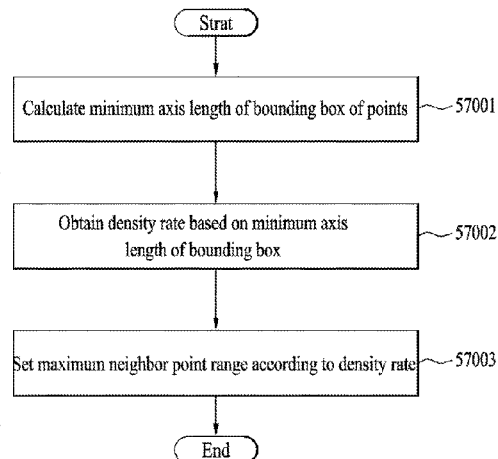 Strat
Calculate minimum axis length of bounding box of points
57001
Obtain density rate based on minimum axis
length of bounding box
57002
Set maximum neighbor point range according to density rate
57003
End